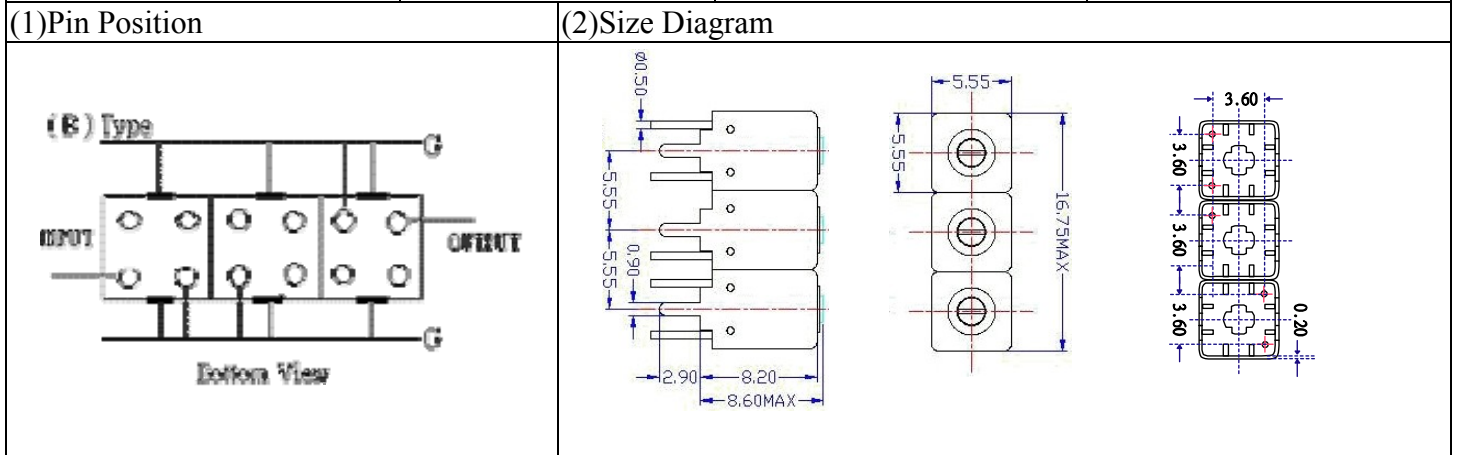 (1)Pin Position
(2)Size Diagram
(B) Type
G
INPUT
OUTPUT
G
Bottom View
ø0.50
5.55
5.55
0.90
2.90
8.20
8.60MAX
5.55
5.55
16.75MAX
3.60
3.60
3.60
3.60
0.20